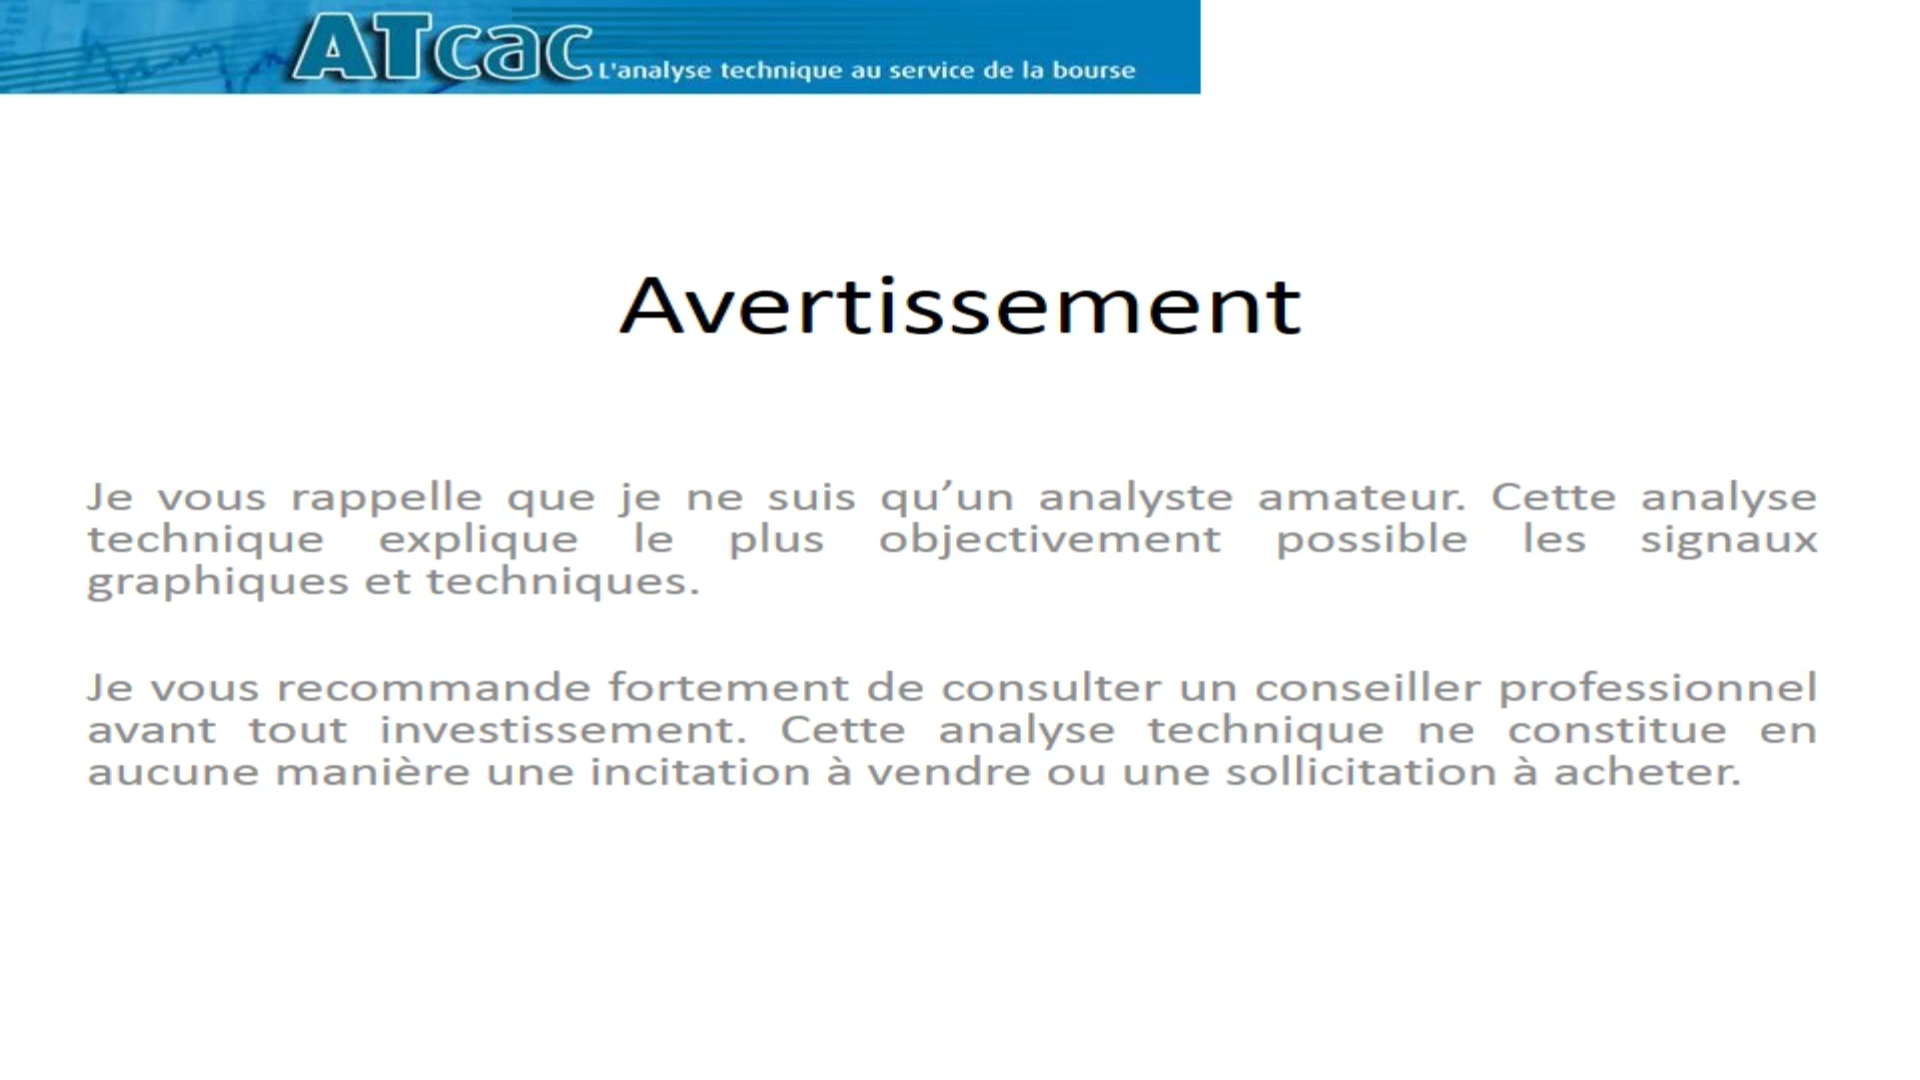 ATcac L'analyse technique au service de la bourse
Avertissement
Je vous rappelle que je ne suis qu’un analyste amateur. Cette analyse
technique explique le plus objectivement possible les signaux
graphiques et techniques.
Je vous recommande fortement de consulter un conseiller professionnel
avant tout investissement. Cette analyse technique ne constitue en
aucune manière une incitation à vendre ou une sollicitation à acheter.